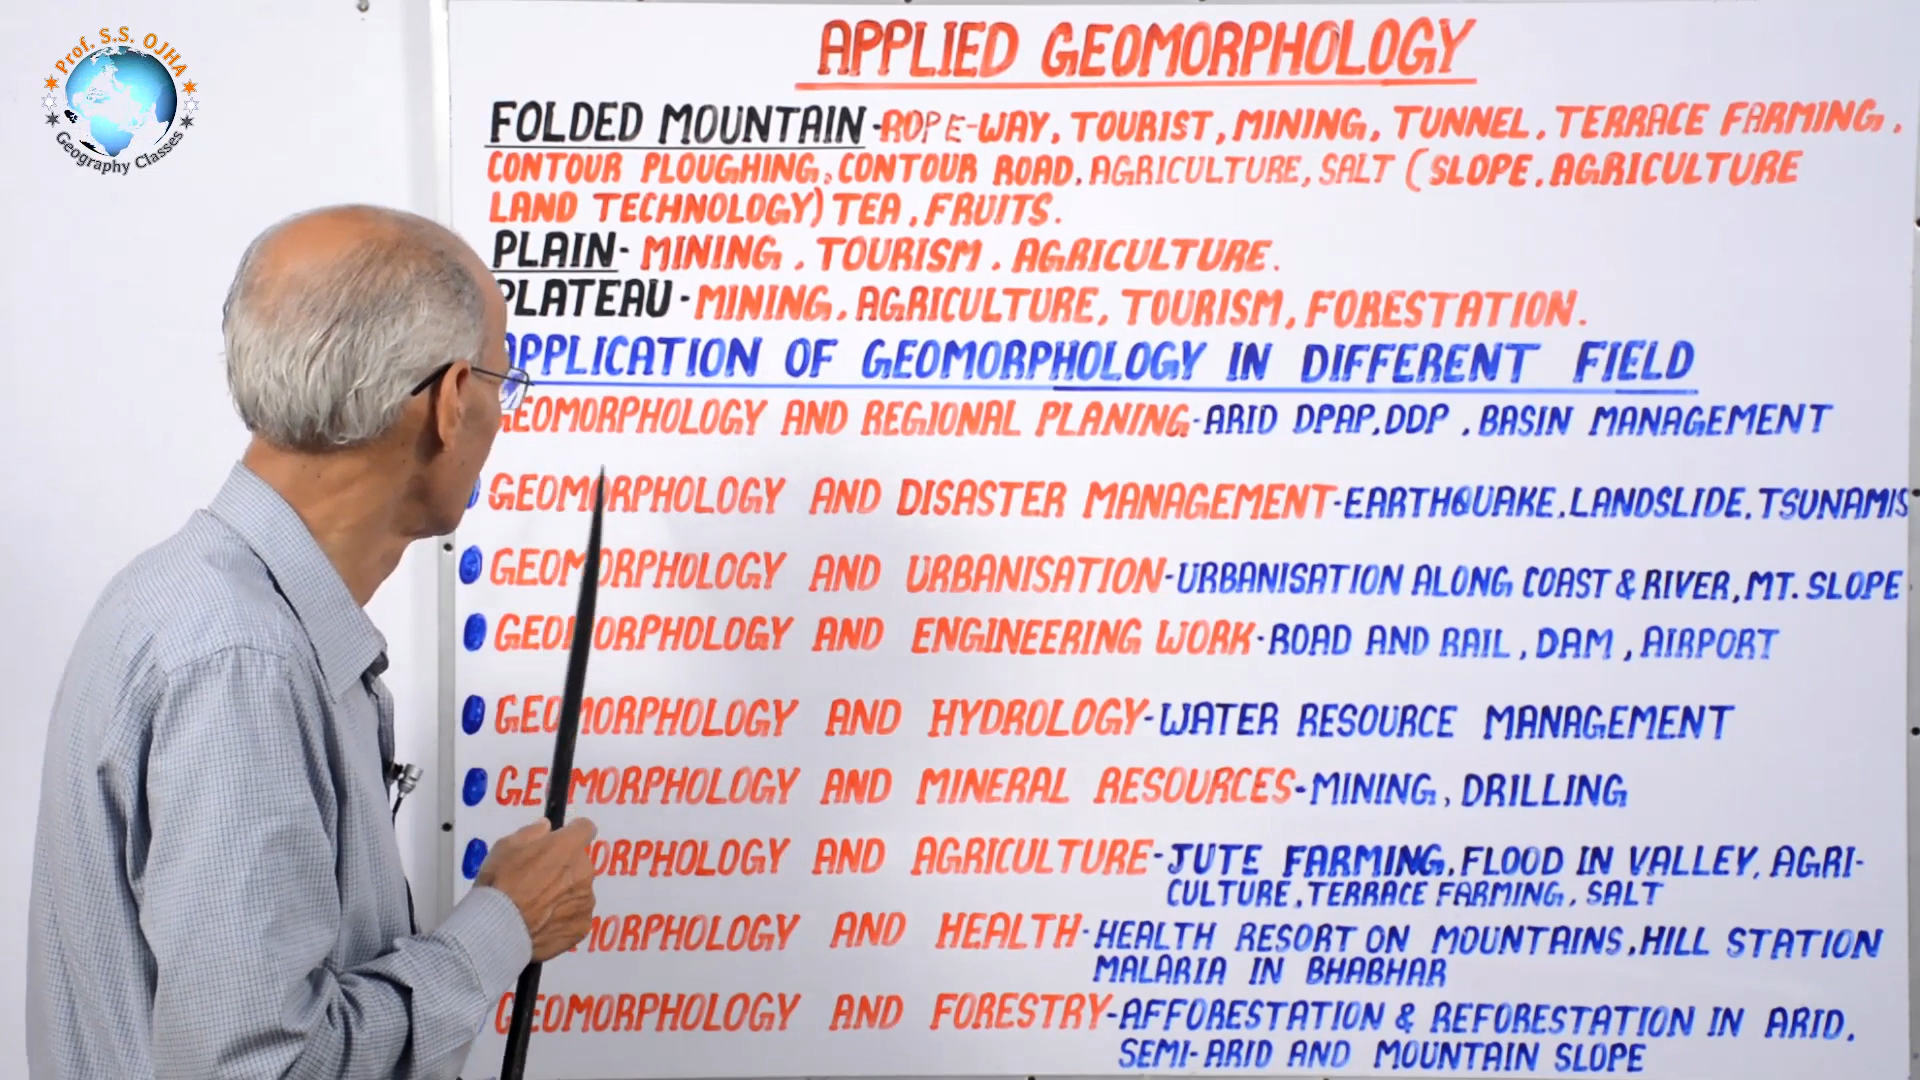 Prof. S.S. OJHA
Geography Classes
APPLIED GEOMORPHOLOGY
FOLDED MOUNTAIN-ROPE-WAY, TOURIST, MINING, TUNNEL, TERRACE FARMING,
CONTOUR PLOUGHING, CONTOUR ROAD, AGRICULTURE, SALT (SLOPE, AGRICULTURE
LAND TECHNOLOGY) TEA, FRUITS.
PLAIN- MINING, TOURISM, AGRICULTURE.
PLATEAU- MINING, AGRICULTURE, TOURISM, FORESTATION.
APPLICATION OF GEOMORPHOLOGY IN DIFFERENT FIELD
GEOMORPHOLOGY AND REGIONAL PLANING-ARID DPAP, DDP, BASIN MANAGEMENT
GEOMORPHOLOGY AND DISASTER MANAGEMENT-EARTHQUAKE, LANDSLIDE, TSUNAMIS
GEOMORPHOLOGY AND URBANISATION-URBANISATION ALONG COAST & RIVER, MT. SLOPE
GEOMORPHOLOGY AND ENGINEERING WORK-ROAD AND RAIL, DAM, AIRPORT
GEOMORPHOLOGY AND HYDROLOGY-WATER RESOURCE MANAGEMENT
GEOMORPHOLOGY AND MINERAL RESOURCES-MINING, DRILLING
ORPHOLOGY AND AGRICULTURE-JUTE FARMING, FLOOD IN VALLEY, AGRI-
CULTURE, TERRACE FARMING, SALT
MORPHOLOGY AND HEALTH-HEALTH RESORT ON MOUNTAINS, HILL STATION
MALARIA IN BHABHAR
GEOMORPHOLOGY AND FORESTRY-AFFORESTATION & REFORESTATION IN ARID,
SEMI-ARID AND MOUNTAIN SLOPE